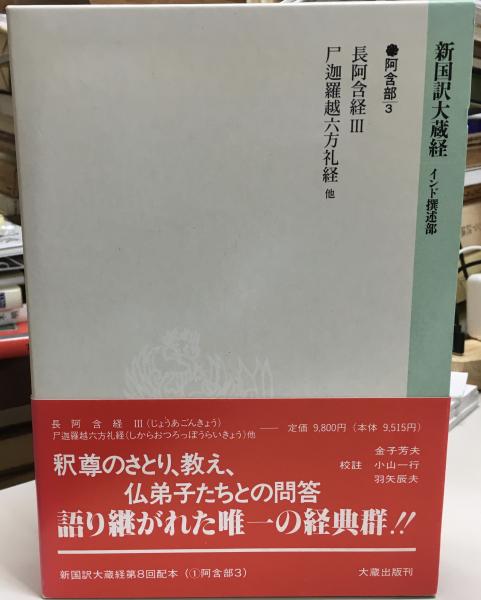 新国訳大蔵経 インド撰述部
阿含部/3
長阿含経Ⅲ
尸迦羅越六方礼経 他
長阿含経 Ⅲ(じょうあごんきょう)
尸迦羅越六方礼経(しからおつろっぽうらいきょう)他
—— 定価 9,800円(本体 9,515円)
釈尊のさとり、教え、
仏弟子たちとの問答
語り継がれた唯一の経典群!!
金子芳夫
校註 小山一行
羽矢辰夫
新国訳大蔵経第8回配本(①阿含部3)
大蔵出版刊